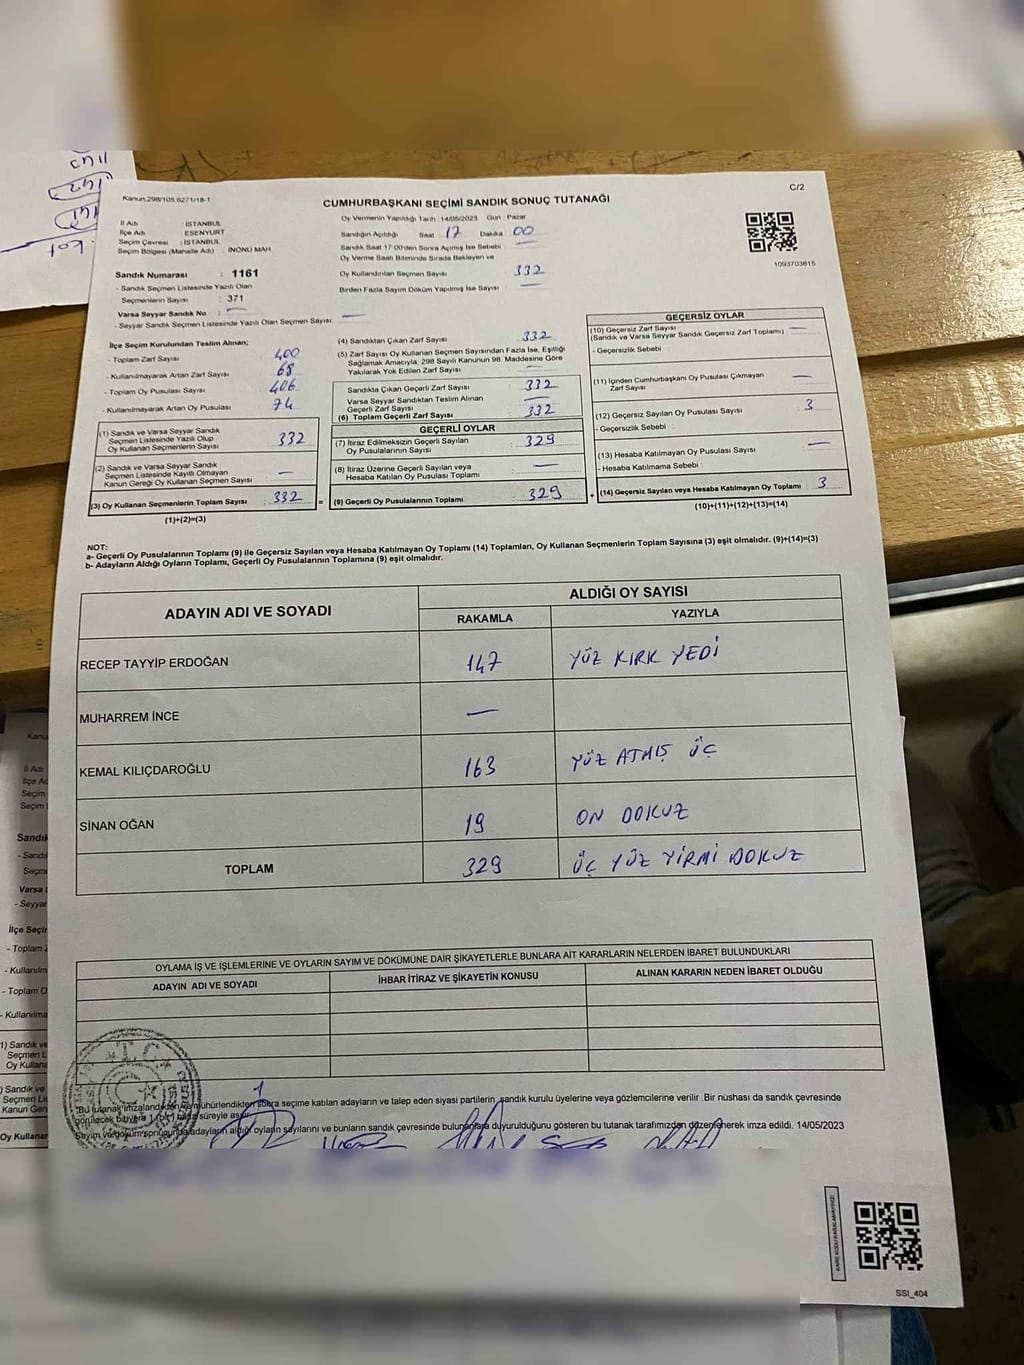 C/2
Kanun:298/105,6271/18-1
CUMHURBAŞKANI SEÇİMİ SANDIK SONUÇ TUTANAĞI
İl Adı : İSTANBUL
İlçe Adı : ESENYURT
Seçim Çevresi : İSTANBUL
Seçim Bölgesi (Mahalle Adı) : İNÖNÜ MAH
Oy Vermenin Yapıldığı Tarih :14/05/2023 Gün : Pazar
Sandığın Açıldığı Saat 17 Dakika 00
Sandık Saat 17:00'den Sonra Açılmış İse Sebebi : —
Oy Verme Saati Bitiminde Sırada Bekleyen ve
Oy Kullandırılan Seçmen Sayısı : 332
Birden Fazla Sayım Döküm Yapılmış İse Sayısı : —
1093703815
Sandık Numarası : 1161
- Sandık Seçmen Listesinde Yazılı Olan
Seçmenlerin Sayısı : 371
Varsa Seyyar Sandık No : —
- Seyyar Sandık Seçmen Listesinde Yazılı Olan Seçmen Sayısı : —
İlçe Seçim Kurulundan Teslim Alınan;
- Toplam Zarf Sayısı : 400
- Kullanılmayarak Artan Zarf Sayısı : 68
- Toplam Oy Pusulası Sayısı : 406
- Kullanılmayarak Artan Oy Pusulası : 74
(1) Sandık ve Varsa Seyyar Sandık
Seçmen Listesinde Yazılı Olup
Oy Kullanan Seçmenlerin Sayısı : 332
(2) Sandık ve Varsa Seyyar Sandık
Seçmen Listesinde Kayıtlı Olmayan
Kanun Gereği Oy Kullanan Seçmen Sayısı : —
(3) Oy Kullanan Seçmenlerin Toplam Sayısı : 332
(1)+(2)=(3)
(4) Sandıktan Çıkan Zarf Sayısı : 332
(5) Zarf Sayısı Oy Kullanan Seçmen Sayısından Fazla İse, Eşitliği
Sağlamak Amacıyla; 298 Sayılı Kanunun 98. Maddesine Göre
Yakılarak Yok Edilen Zarf Sayısı : —
Sandıkta Çıkan Geçerli Zarf Sayısı : 332
Varsa Seyyar Sandıktan Teslim Alınan
Geçerli Zarf Sayısı : —
(6) Toplam Geçerli Zarf Sayısı : 332
GEÇERLİ OYLAR
(7) İtiraz Edilmeksizin Geçerli Sayılan
Oy Pusulalarının Sayısı : 329
(8) İtiraz Üzerine Geçerli Sayılan veya
Hesaba Katılan Oy Pusulası Toplamı : —
= (9) Geçerli Oy Pusulalarının Toplamı : 329
GEÇERSİZ OYLAR
(10) Geçersiz Zarf Sayısı : —
(Sandık ve Varsa Seyyar Sandık Geçersiz Zarf Toplamı)
- Geçersizlik Sebebi :
(11) İçinden Cumhurbaşkanı Oy Pusulası Çıkmayan
Zarf Sayısı : —
(12) Geçersiz Sayılan Oy Pusulası Sayısı : 3
- Geçersizlik Sebebi :
(13) Hesaba Katılmayan Oy Pusulası Sayısı : —
- Hesaba Katılmama Sebebi :
+ (14) Geçersiz Sayılan veya Hesaba Katılmayan Oy Toplamı : 3
(10)+(11)+(12)+(13)=(14)
NOT:
a- Geçerli Oy Pusulalarının Toplamı (9) ile Geçersiz Sayılan veya Hesaba Katılmayan Oy Toplamı (14) Toplamları, Oy Kullanan Seçmenlerin Toplam Sayısına (3) eşit olmalıdır. (9)+(14)=(3)
b- Adayların Aldığı Oyların Toplamı, Geçerli Oy Pusulalarının Toplamına (9) eşit olmalıdır.
ADAYIN ADI VE SOYADI
ALDIĞI OY SAYISI
RAKAMLA YAZIYLA
RECEP TAYYİP ERDOĞAN 147 YÜZ KIRK YEDİ
MUHARREM İNCE —
KEMAL KILIÇDAROĞLU 163 YÜZ ATMIŞ ÜÇ
SİNAN OĞAN 19 ON DOKUZ
TOPLAM 329 ÜÇ YÜZ YİRMİ DOKUZ
OYLAMA İŞ VE İŞLEMLERİNE VE OYLARIN SAYIM VE DÖKÜMÜNE DAİR ŞİKAYETLERLE BUNLARA AİT KARARLARIN NELERDEN İBARET BULUNDUKLARI
ADAYIN ADI VE SOYADI İHBAR İTİRAZ VE ŞİKAYETİN KONUSU ALINAN KARARIN NEDEN İBARET OLDUĞU
T.C.
"Bu tutanak imzalandıktan ve mühürlendikten sonra seçime katılan adayların ve talep eden siyasi partilerin sandık kurulu üyelerine veya gözlemcilerine verilir .Bir nüshası da sandık çevresinde
görülecek bir yere 1 (bir) hafta süreyle asılır.
Sayım ve döküm sonucunda adayların aldığı oyların sayılarını ve bunların sandık çevresinde bulunanlara duyurulduğunu gösteren bu tutanak tarafımızdan düzenlenerek imza edildi. 14/05/2023
SSI_404